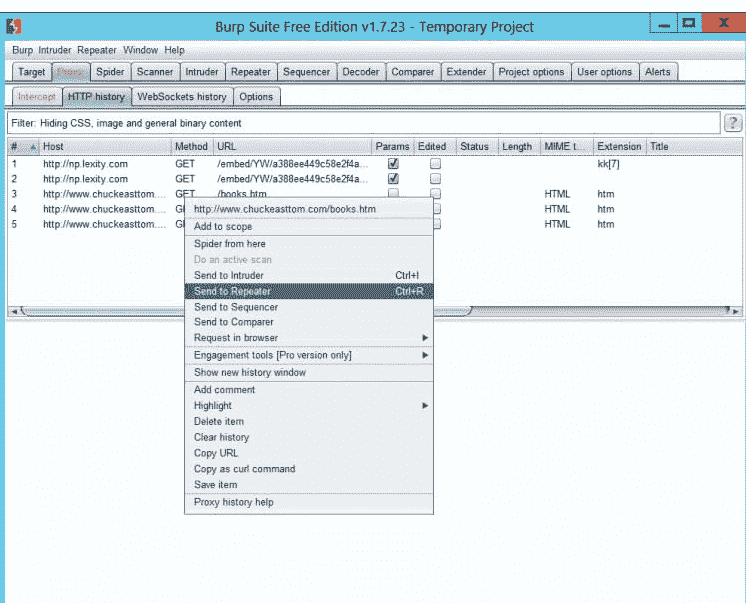 Burp Suite Free Edition v1.7.23 - Temporary Project
Burp Intruder Repeater Window Help
Target Proxy Spider Scanner Intruder Repeater Sequencer Decoder Comparer Extender Project options User options Alerts
Intercept HTTP history WebSockets history Options
Filter: Hiding CSS, image and general binary content ?
# Host Method URL Params Edited Status Length MIME t... Extension Title
1 http://np.lexity.com GET /embed/YW/a388ee449c58e2f4a... kk[7]
2 http://np.lexity.com GET /embed/YW/a388ee449c58e2f4a...
3 http://www.chuckeasttom.... GET /books.htm HTML htm
4 http://www.chuckeasttom.... HTML htm
5 http://www.chuckeasttom.... HTML htm
http://www.chuckeasttom.com/books.htm
Add to scope
Spider from here
Do an active scan
Send to Intruder Ctrl+I
Send to Repeater Ctrl+R
Send to Sequencer
Send to Comparer
Request in browser
Engagement tools [Pro version only]
Show new history window
Add comment
Highlight
Delete item
Clear history
Copy URL
Copy as curl command
Save item
Proxy history help